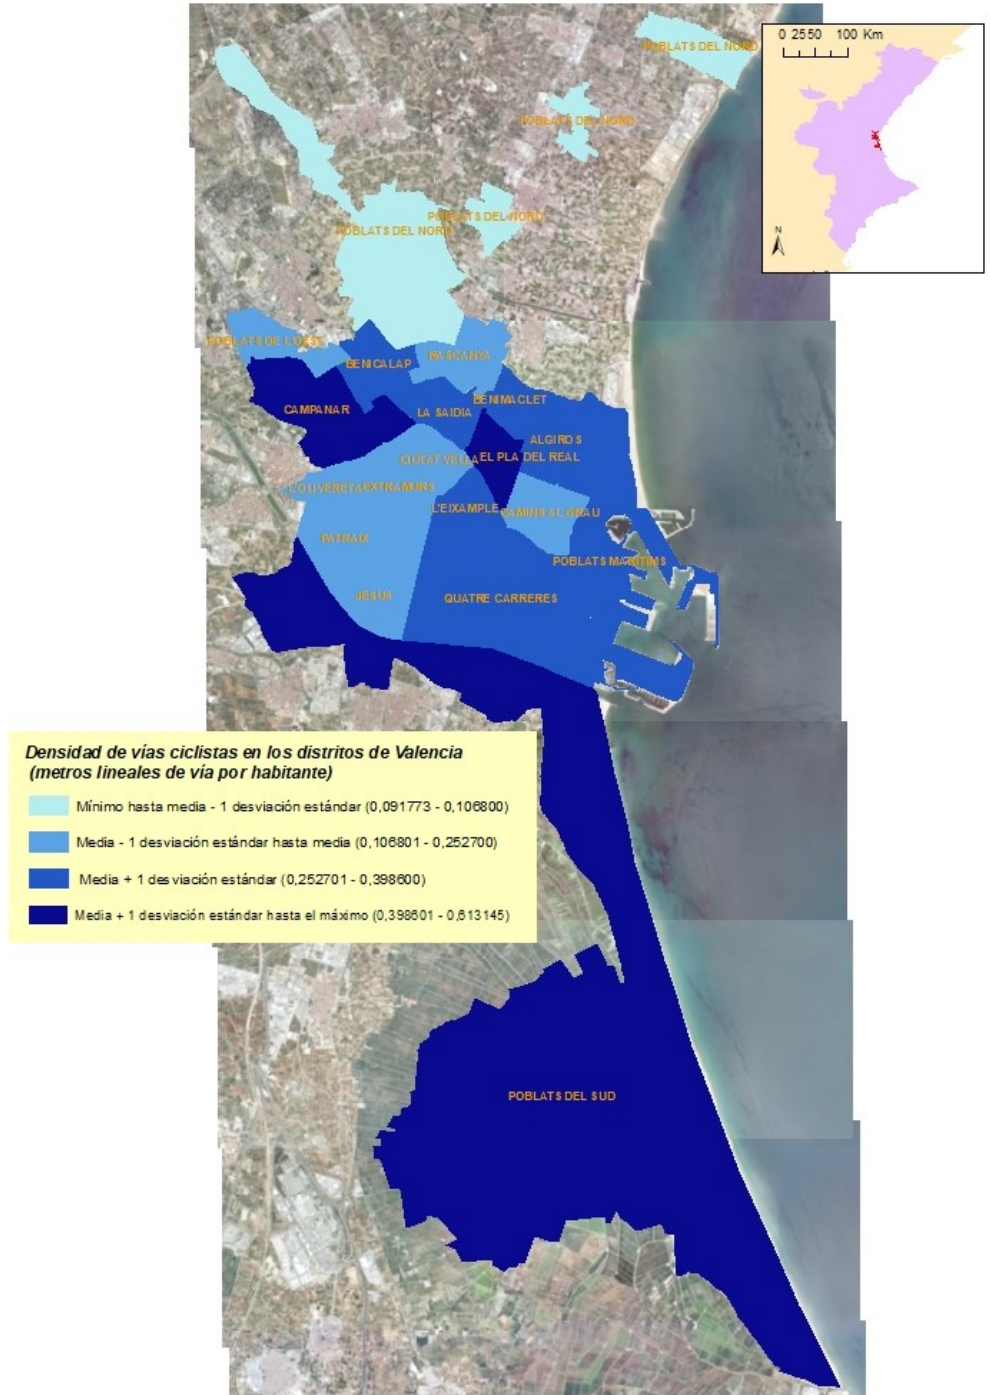 POBLATS DEL NORD
0 2550 100 Km
N
POBLATS DEL NORD
POBLATS DEL NORD
POBLATS DEL NORD
POBLATS DE L'OEST
RASCANYA
BENICALAP
BENIMACLET
CAMPANAR
LA SAIDIA
ALGIROS
CIUTAT VELLA
EL PLA DEL REAL
L'OLIVERETA
EXTRAMURS
L'EIXAMPLE
CAMINS AL GRAU
PATRAIX
POBLATS MARITIMS
JESUS
QUATRE CARRERES
Densidad de vías ciclistas en los distritos de Valencia
(metros lineales de vía por habitante)
Mínimo hasta media - 1 desviación estándar (0,091773 - 0,106800)
Media - 1 desviación estándar hasta media (0,106801 - 0,252700)
Media + 1 desviación estándar (0,252701 - 0,398600)
Media + 1 desviación estándar hasta el máximo (0,398601 - 0,613145)
POBLATS DEL SUD